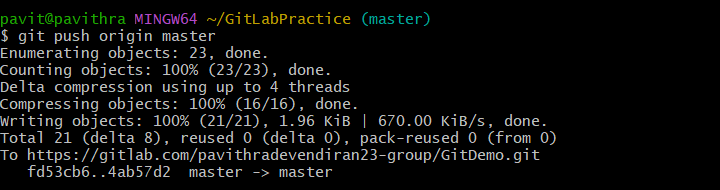 pavit@pavithra MINGW64 ~/GitLabPractice (master)
$ git push origin master
Enumerating objects: 23, done.
Counting objects: 100% (23/23), done.
Delta compression using up to 4 threads
Compressing objects: 100% (16/16), done.
Writing objects: 100% (21/21), 1.96 KiB | 670.00 KiB/s, done.
Total 21 (delta 8), reused 0 (delta 0), pack-reused 0 (from 0)
To https://gitlab.com/pavithradevendiran23-group/GitDemo.git
   fd53cb6..4ab57d2  master -> master